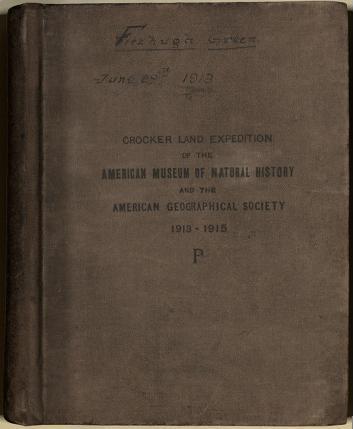 Fitzhugh Green
June 29th 1913
CROCKER LAND EXPEDITION
OF THE
AMERICAN MUSEUM OF NATURAL HISTORY
AND THE
AMERICAN GEOGRAPHICAL SOCIETY
1913 - 1915
P